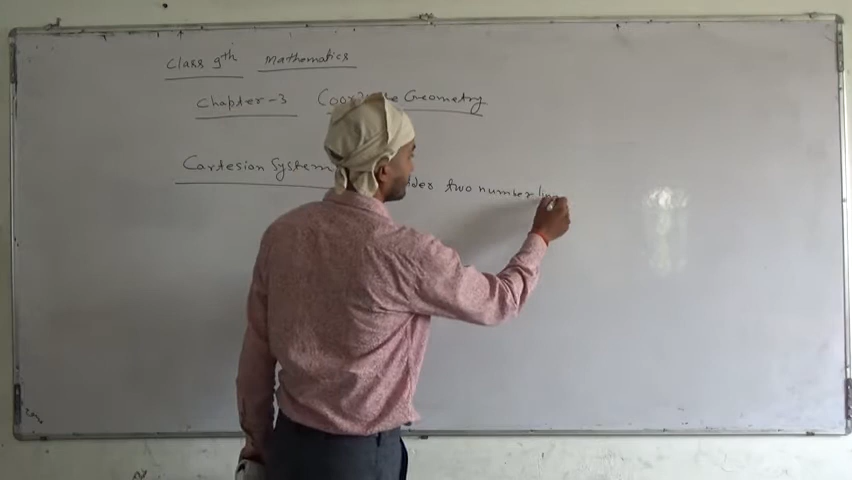 Class 9th Mathematics
Chapter-3 Geometry
Cartesian System two number